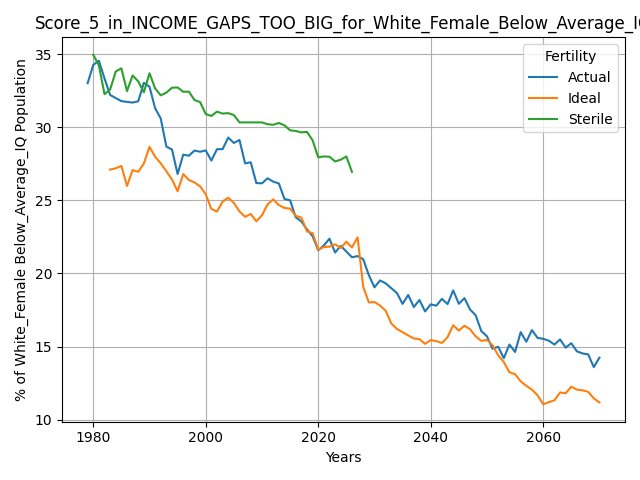 Score_5_in_INCOME_GAPS_TOO_BIG_for_White_Female_Below_Average_IQ
Fertility
Actual
Ideal
Sterile
% of White_Female Below_Average_IQ Population
35
30
25
20
15
10
1980
2000
2020
2040
2060
Years